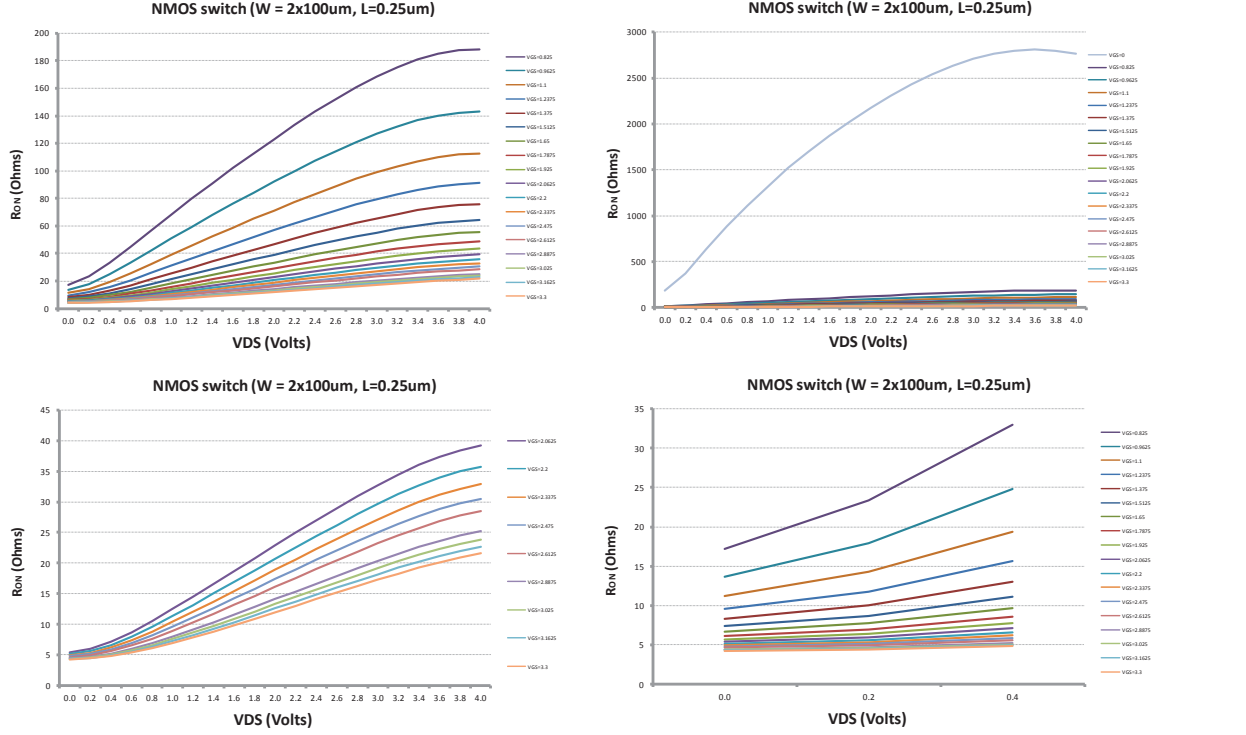 NMOS switch (W = 2x100um, L=0.25um)
RON (Ohms)
200
180
160
140
120
100
80
60
40
20
0
0.0 0.2 0.4 0.6 0.8 1.0 1.2 1.4 1.6 1.8 2.0 2.2 2.4 2.6 2.8 3.0 3.2 3.4 3.6 3.8 4.0
VDS (Volts)
VGS=0.825
VGS=0.9625
VGS=1.1
VGS=1.2375
VGS=1.375
VGS=1.5125
VGS=1.65
VGS=1.7875
VGS=1.925
VGS=2.0625
VGS=2.2
VGS=2.3375
VGS=2.475
VGS=2.6125
VGS=2.8875
VGS=3.025
VGS=3.1625
VGS=3.3
NMOS switch (W = 2x100um, L=0.25um)
RON (Ohms)
3000
2500
2000
1500
1000
500
0
0.0 0.2 0.4 0.6 0.8 1.0 1.2 1.4 1.6 1.8 2.0 2.2 2.4 2.6 2.8 3.0 3.2 3.4 3.6 3.8 4.0
VDS (Volts)
VGS=0
VGS=0.825
VGS=0.9625
VGS=1.1
VGS=1.2375
VGS=1.375
VGS=1.5125
VGS=1.65
VGS=1.7875
VGS=1.925
VGS=2.0625
VGS=2.2
VGS=2.3375
VGS=2.475
VGS=2.6125
VGS=2.8875
VGS=3.025
VGS=3.1625
VGS=3.3
NMOS switch (W = 2x100um, L=0.25um)
RON (Ohms)
45
40
35
30
25
20
15
10
5
0
0.0 0.2 0.4 0.6 0.8 1.0 1.2 1.4 1.6 1.8 2.0 2.2 2.4 2.6 2.8 3.0 3.2 3.4 3.6 3.8 4.0
VDS (Volts)
VGS=2.0625
VGS=2.2
VGS=2.3375
VGS=2.475
VGS=2.6125
VGS=2.8875
VGS=3.025
VGS=3.1625
VGS=3.3
NMOS switch (W = 2x100um, L=0.25um)
RON (Ohms)
35
30
25
20
15
10
5
0
0.0 0.2 0.4
VDS (Volts)
VGS=0.825
VGS=0.9625
VGS=1.1
VGS=1.2375
VGS=1.375
VGS=1.5125
VGS=1.65
VGS=1.7875
VGS=1.925
VGS=2.0625
VGS=2.2
VGS=2.3375
VGS=2.475
VGS=2.6125
VGS=2.8875
VGS=3.025
VGS=3.1625
VGS=3.3